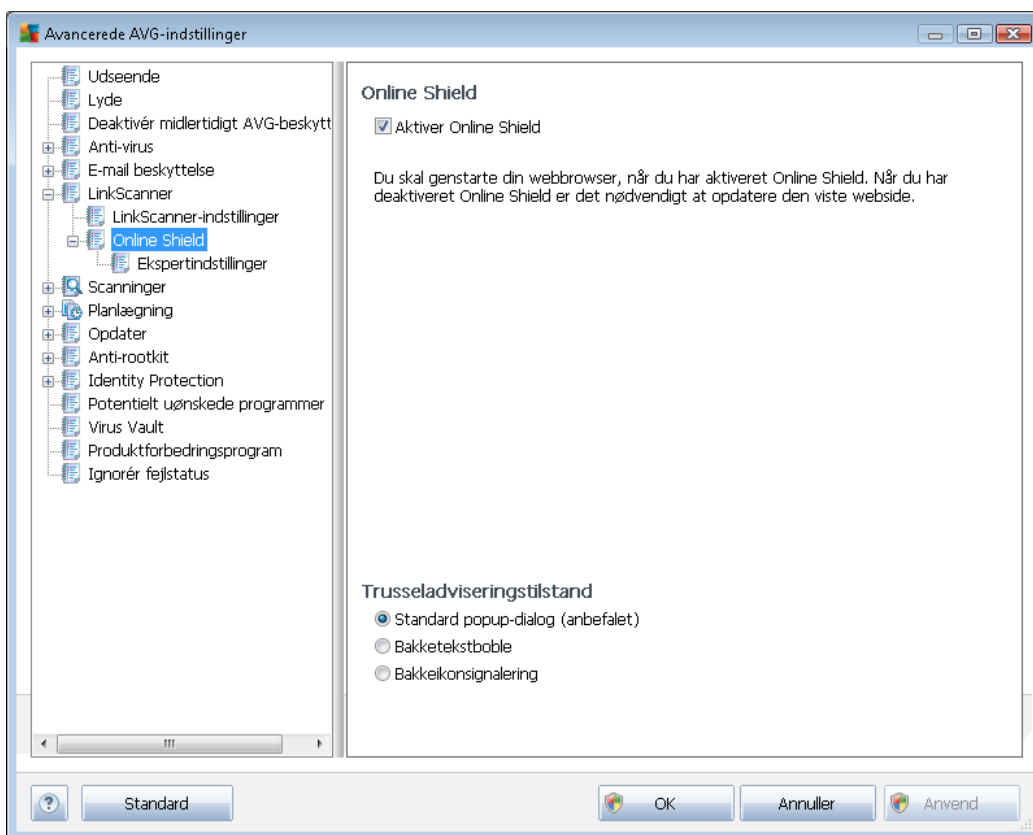 Avancerede AVG-indstillinger
Udseende
Lyde
Deaktivér midlertidigt AVG-beskytt
Anti-virus
E-mail beskyttelse
LinkScanner
LinkScanner-indstillinger
Online Shield
Ekspertindstillinger
Scanninger
Planlægning
Opdater
Anti-rootkit
Identity Protection
Potentielt uønskede programmer
Virus Vault
Produktforbedringsprogram
Ignorér fejlstatus
Online Shield
Aktiver Online Shield
Du skal genstarte din webbrowser, når du har aktiveret Online Shield. Når du har
deaktiveret Online Shield er det nødvendigt at opdatere den viste webside.
Trusseladviseringstilstand
Standard popup-dialog (anbefalet)
Bakketekstboble
Bakkeikonsignalering
? Standard OK Annuller Anvend